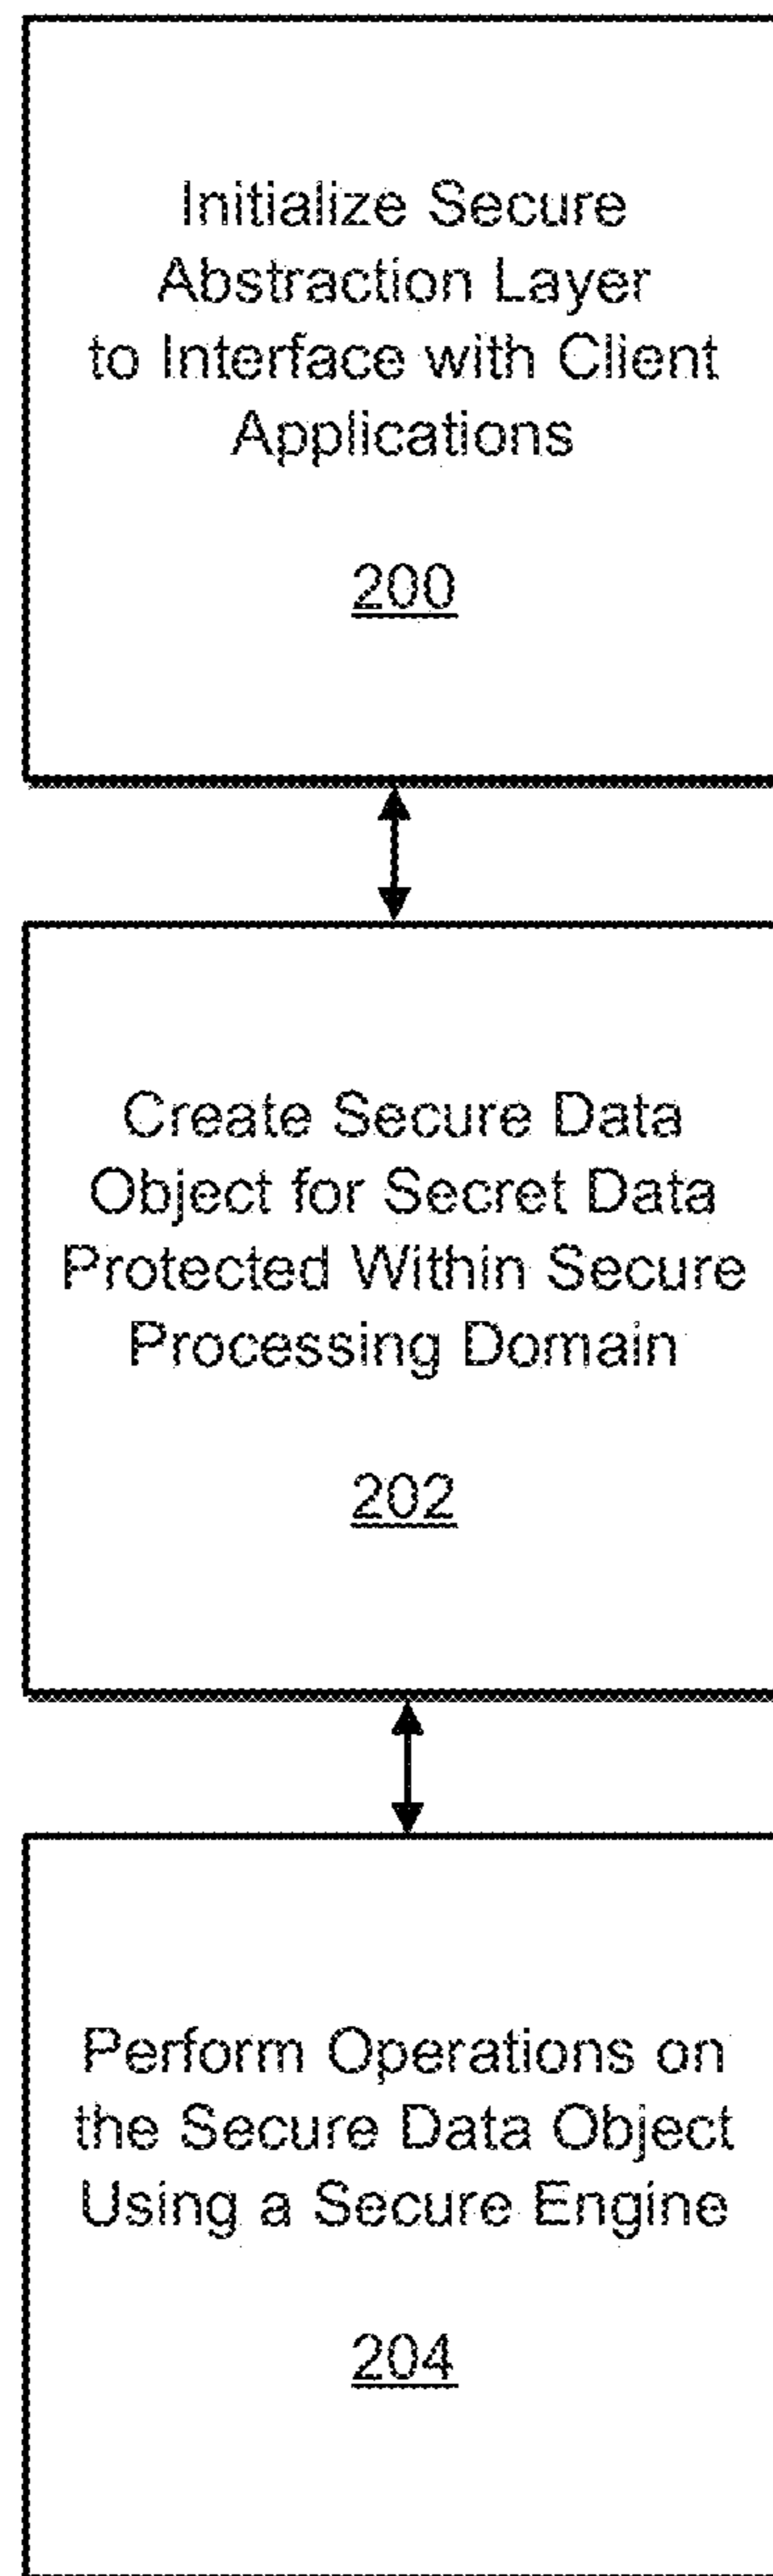 Initialize Secure
Abstraction Layer
to Interface with Client
Applications
200
Create Secure Data
Object for Secret Data
Protected Within Secure
Processing Domain
202
Perform Operations on
the Secure Data Object
Using a Secure Engine
204